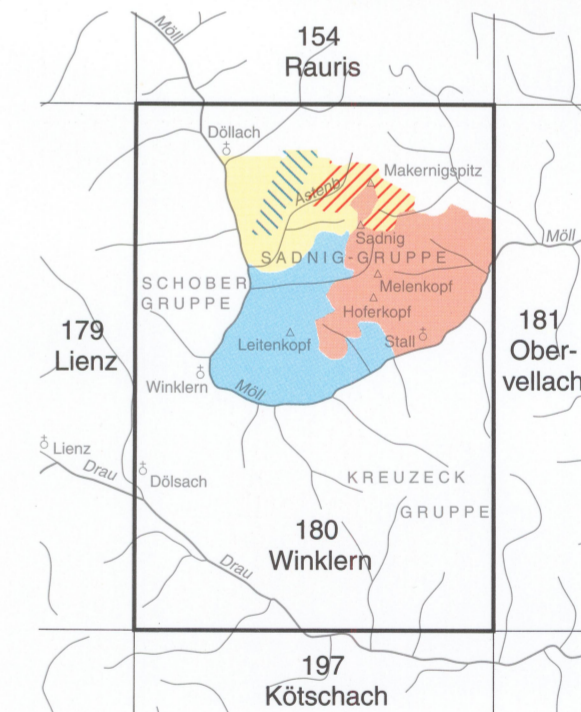 Möll
154
Rauris
Döllach
Makernigspitz
Astenb.
Sadnig
Möll
SADNIG-GRUPPE
SCHOBER
GRUPPE
Melenkopf
Hoferkopf
179
Lienz
181
Ober-
vellach
Leitenkopf
Stall
Winklern
Möll
Lienz
Drau
Dölsach
KREUZECK
GRUPPE
180
Winklern
Drau
197
Kötschach